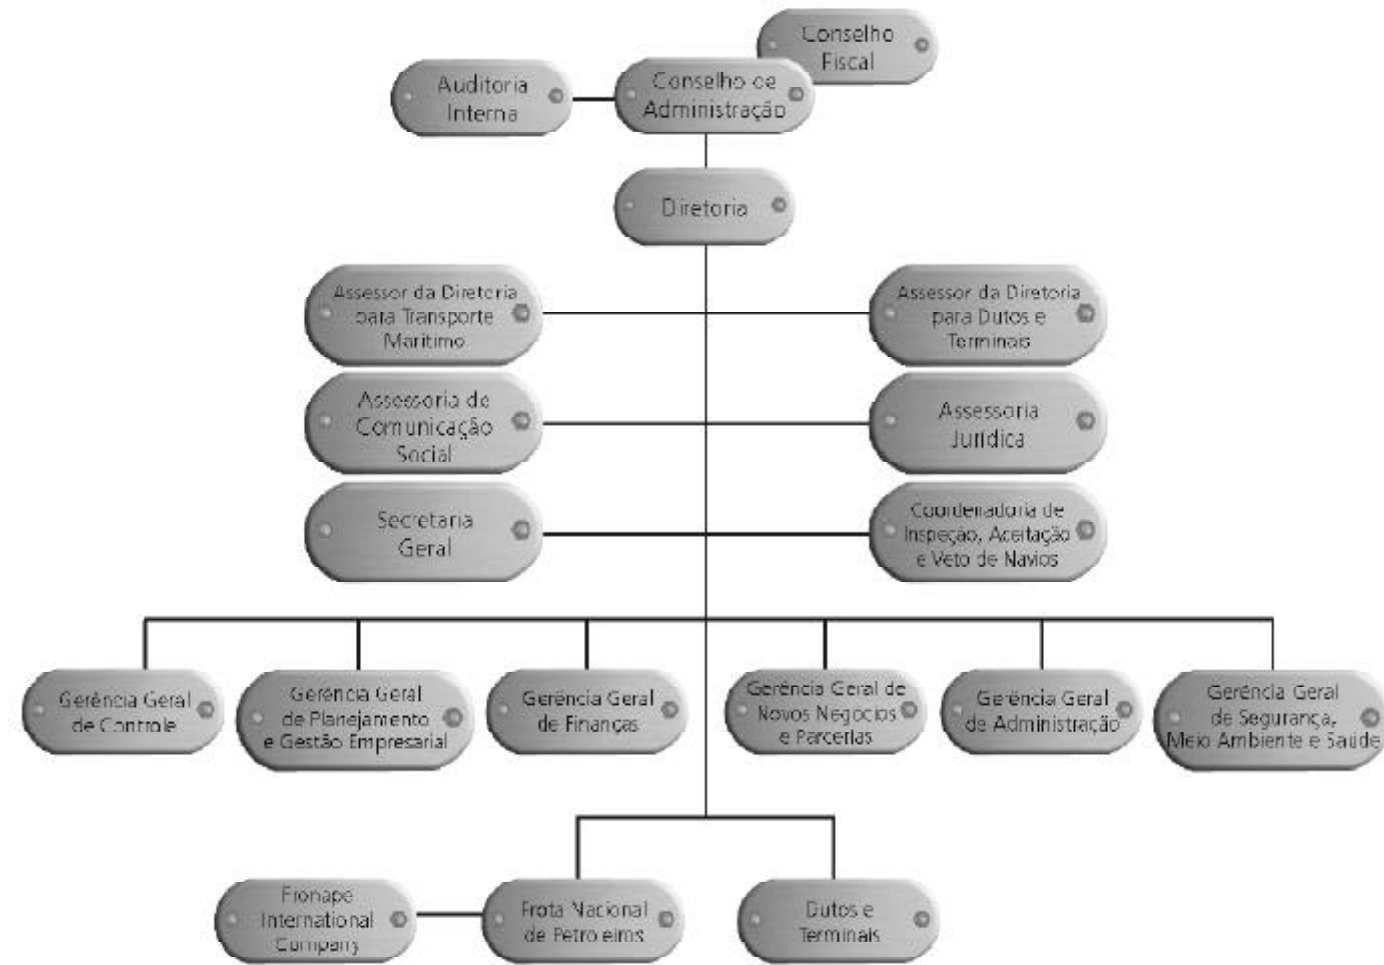 Conselho
Fiscal
Auditoria
Interna
Conselho de
Administração
Diretoria
Assessor da Diretoria
para Transporte
Marítimo
Assessor da Diretoria
para Dutos e
Terminais
Assessoria de
Comunicação
Social
Assessoria
Jurídica
Secretaria
Geral
Coordenadoria de
Inspeção, Aceitação
e Veto de Navios
Gerência Geral
de Controle
Gerência Geral
de Planejamento
e Gestão Empresarial
Gerência Geral
de Finanças
Gerência Geral de
Novos Negócios
e Parcerias
Gerência Geral
de Administração
Gerência Geral
de Segurança,
Meio Ambiente e Saúde
Fronape
International
Company
Frota Nacional
de Petroleiros
Dutos e
Terminais